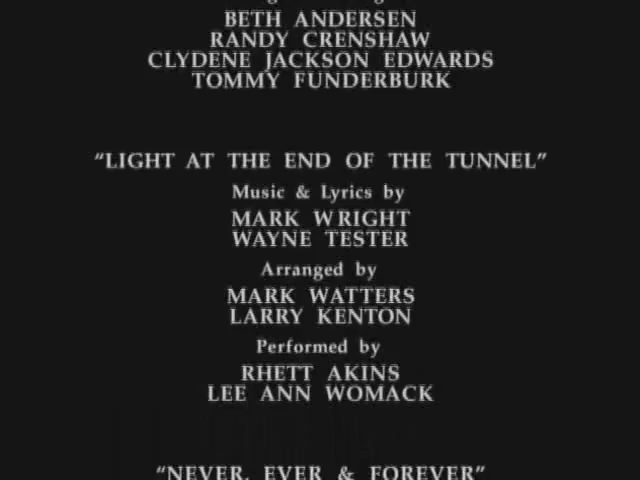 BETH ANDERSEN
RANDY CRENSHAW
CLYDENE JACKSON EDWARDS
TOMMY FUNDERBURK
“LIGHT AT THE END OF THE TUNNEL”
Music & Lyrics by
MARK WRIGHT
WAYNE TESTER
Arranged by
MARK WATTERS
LARRY KENTON
Performed by
RHETT AKINS
LEE ANN WOMACK
“NEVER, EVER & FOREVER”